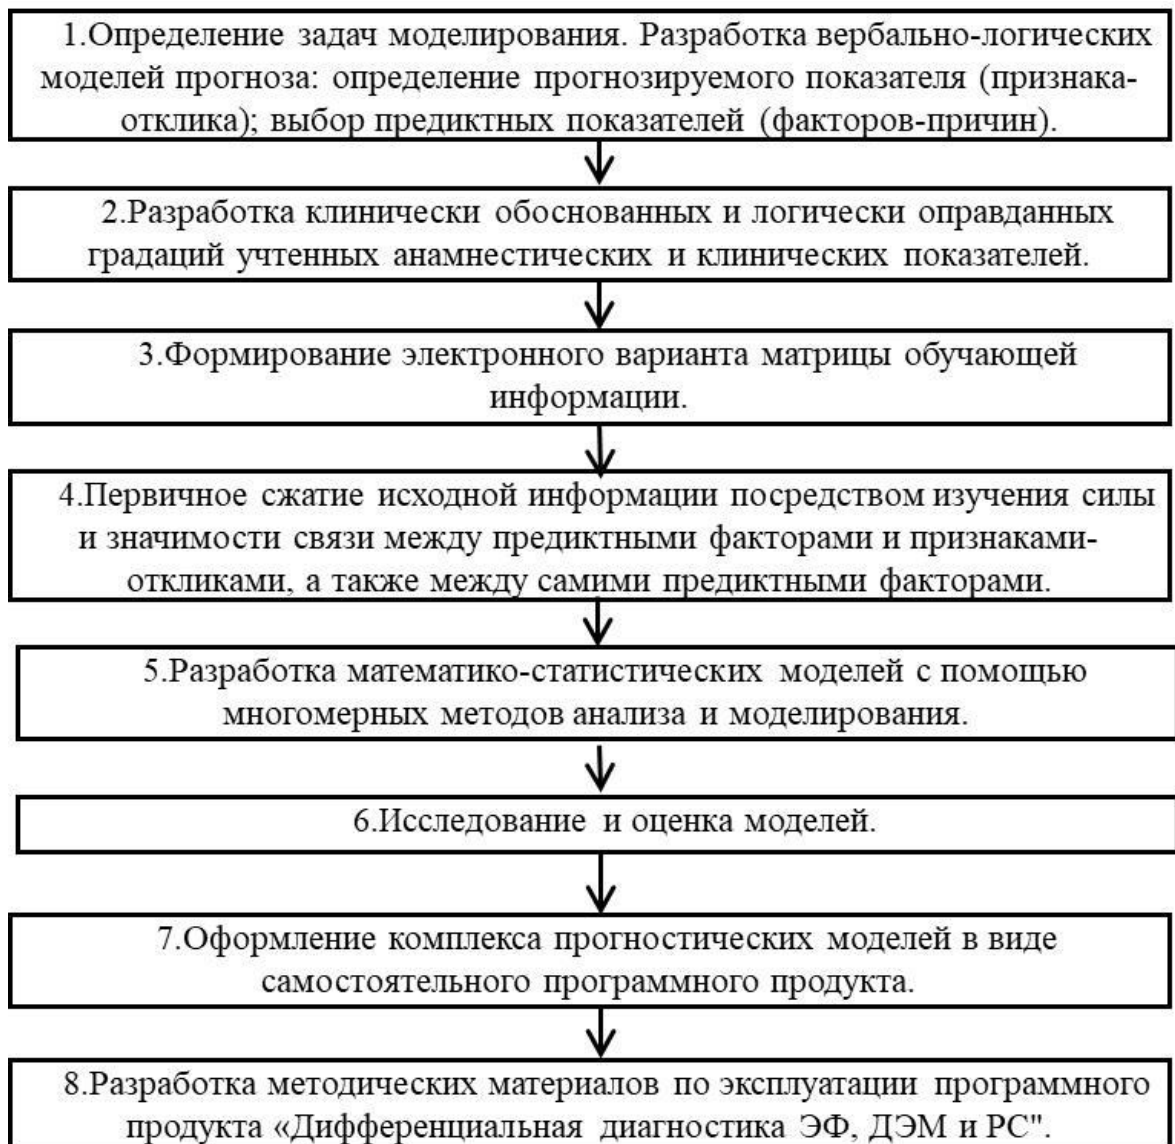 1.Определение задач моделирования. Разработка вербально-логических
моделей прогноза: определение прогнозируемого показателя (признака-
отклика); выбор предиктных показателей (факторов-причин).
2.Разработка клинически обоснованных и логически оправданных
градаций учтенных анамнестических и клинических показателей.
3.Формирование электронного варианта матрицы обучающей
информации.
4.Первичное сжатие исходной информации посредством изучения силы
и значимости связи между предиктными факторами и признаками-
откликами, а также между самими предиктными факторами.
5.Разработка математико-статистических моделей с помощью
многомерных методов анализа и моделирования.
6.Исследование и оценка моделей.
7.Оформление комплекса прогностических моделей в виде
самостоятельного программного продукта.
8.Разработка методических материалов по эксплуатации программного
продукта «Дифференциальная диагностика ЭФ, ДЭМ и РС".